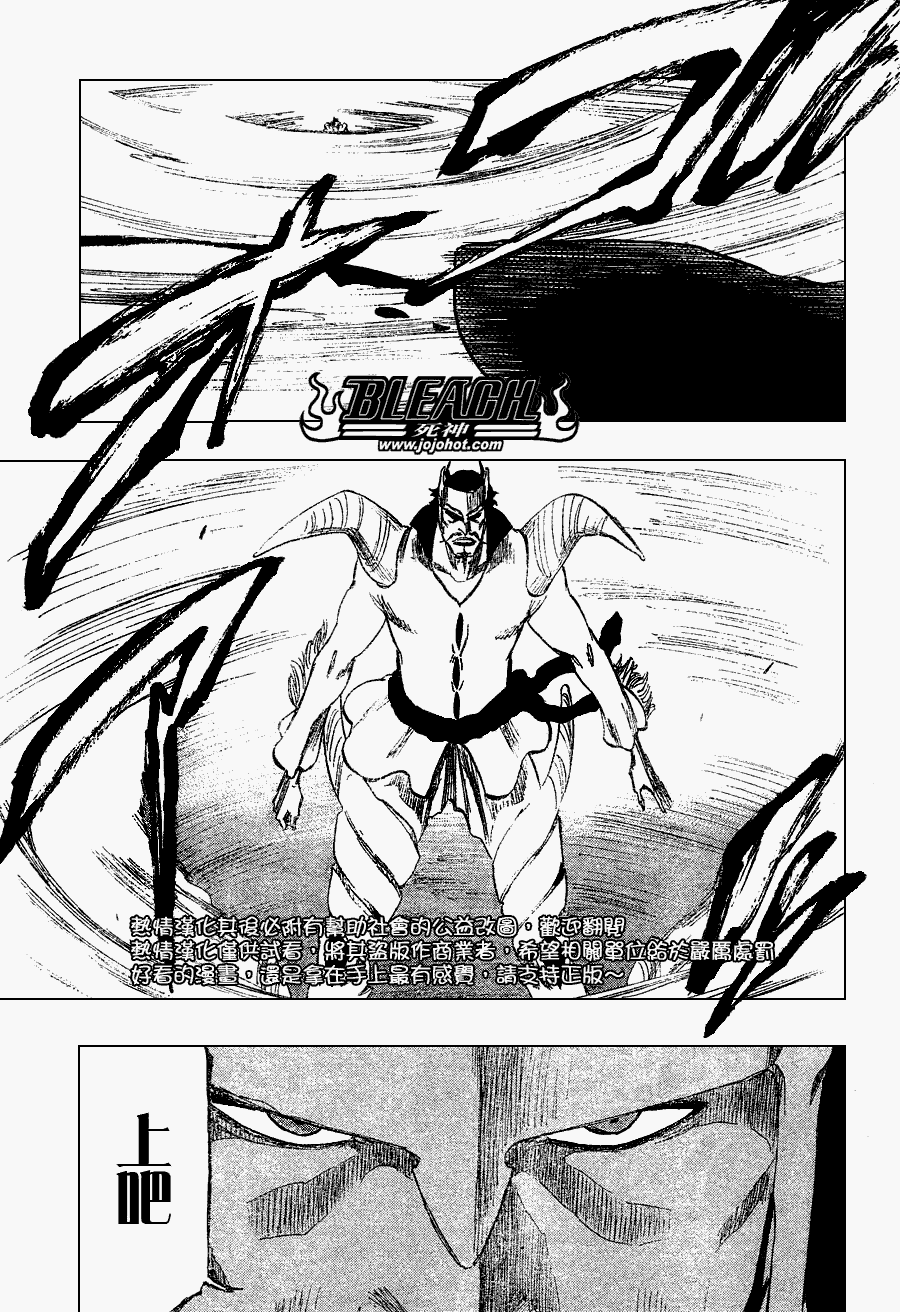 BLEACH
死神
www.jojohot.com
熱情漢化其後必附有幫助社會的公益改圖，歡迎翻閱
熱情漢化僅供試看，將其盜版作商業者，希望相關單位給於嚴厲處罰
好看的漫畫，還是拿在手上最有感覺，請支持正版～
上吧